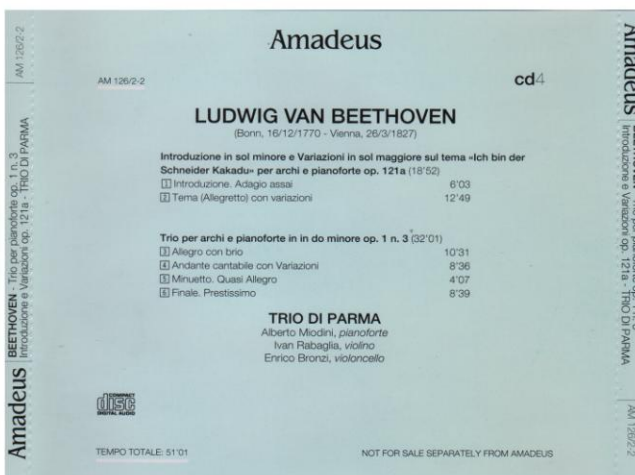 AM 126/2-2
BEETHOVEN - Trio per pianoforte op. 1 n. 3
Introduzione e Variazioni op. 121a - TRIO DI PARMA
Amadeus
Amadeus
AM 126/2-2
cd4
LUDWIG VAN BEETHOVEN
(Bonn, 16/12/1770 - Vienna, 26/3/1827)
Introduzione in sol minore e Variazioni in sol maggiore sul tema «Ich bin der
Schneider Kakadu» per archi e pianoforte op. 121a (18'52)
1 Introduzione. Adagio assai 6'03
2 Tema (Allegretto) con variazioni 12'49
Trio per archi e pianoforte in in do minore op. 1 n. 3 (32'01)
3 Allegro con brio 10'31
4 Andante cantabile con Variazioni 8'36
5 Minuetto. Quasi Allegro 4'07
6 Finale. Prestissimo 8'39
TRIO DI PARMA
Alberto Miodini, pianoforte
Ivan Rabaglia, violino
Enrico Bronzi, violoncello
COMPACT
disc
DIGITAL AUDIO
TEMPO TOTALE: 51'01
NOT FOR SALE SEPARATELY FROM AMADEUS
Amadeus
Introduzione e Variazioni op. 121a - TRIO DI PARMA
AM 126/2-2